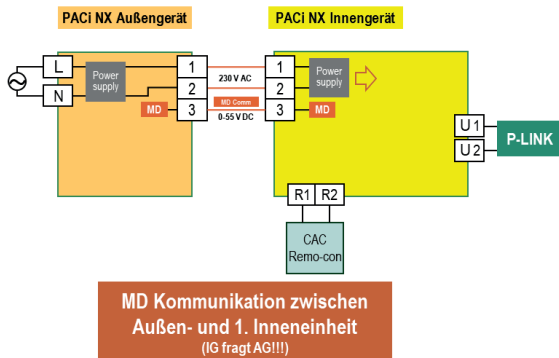 PACi NX Außengerät
PACi NX Innengerät
L
N
Power supply
1
2
3
MD
230 V AC
MD Comm
0-55 V DC
1
2
3
Power supply
MD
U1
U2
P-LINK
R1 R2
CAC
Remo-con
MD Kommunikation zwischen
Außen- und 1. Inneneinheit
(IG fragt AG!!!)